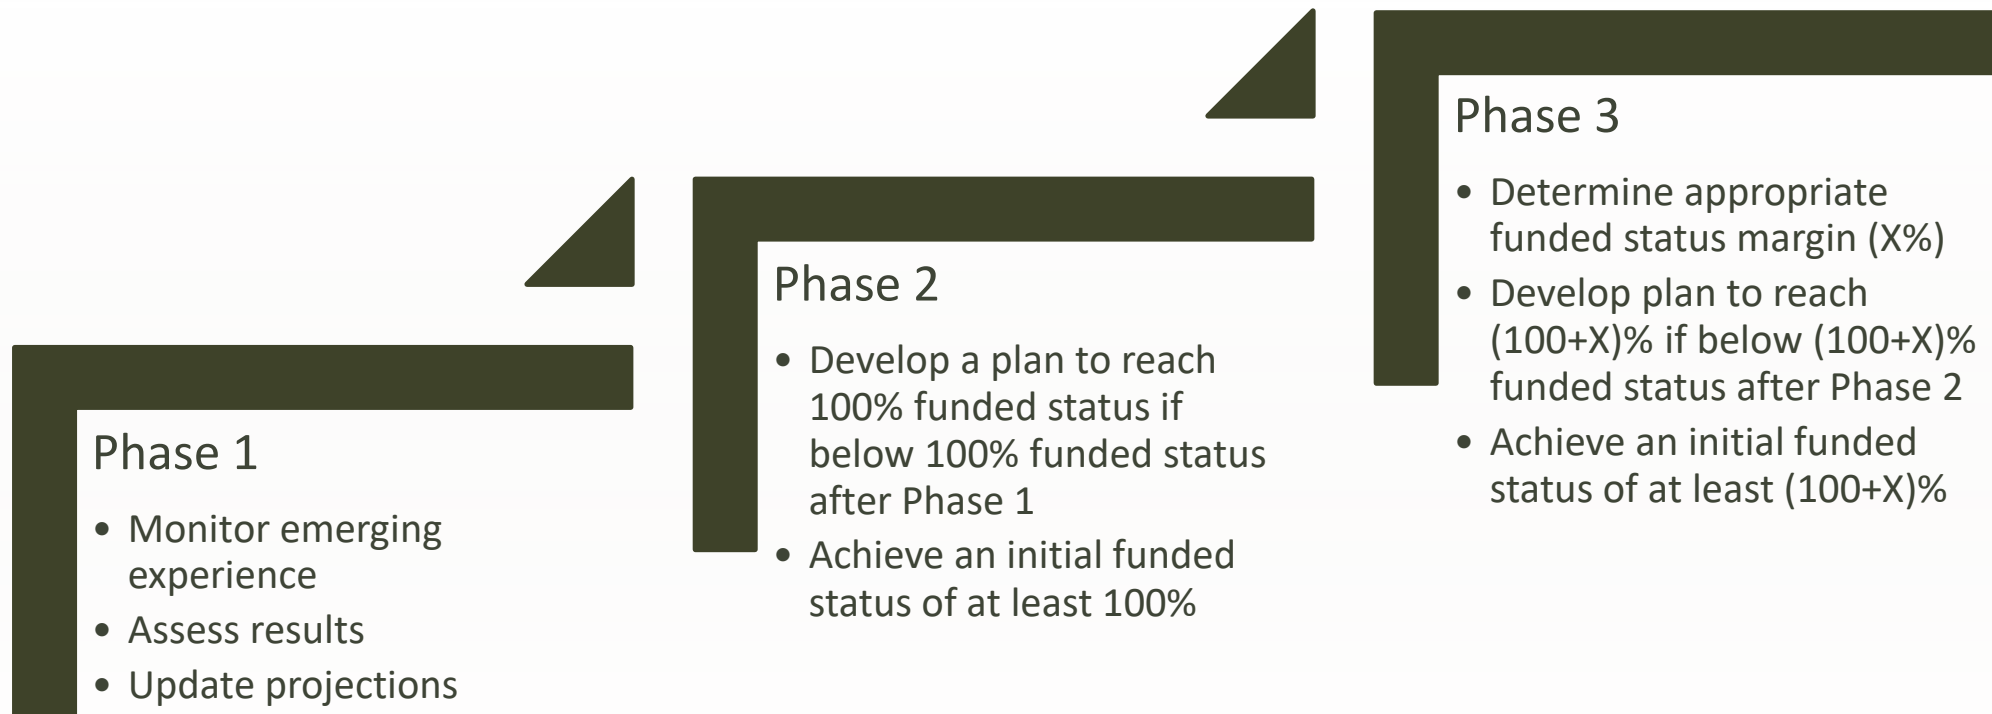 Phase 1
• Monitor emerging
experience
• Assess results
• Update projections
Phase 2
• Develop a plan to reach
100% funded status if
below 100% funded status
after Phase 1
• Achieve an initial funded
status of at least 100%
Phase 3
• Determine appropriate
funded status margin (X%)
• Develop plan to reach
(100+X)% if below (100+X)%
funded status after Phase 2
• Achieve an initial funded
status of at least (100+X)%